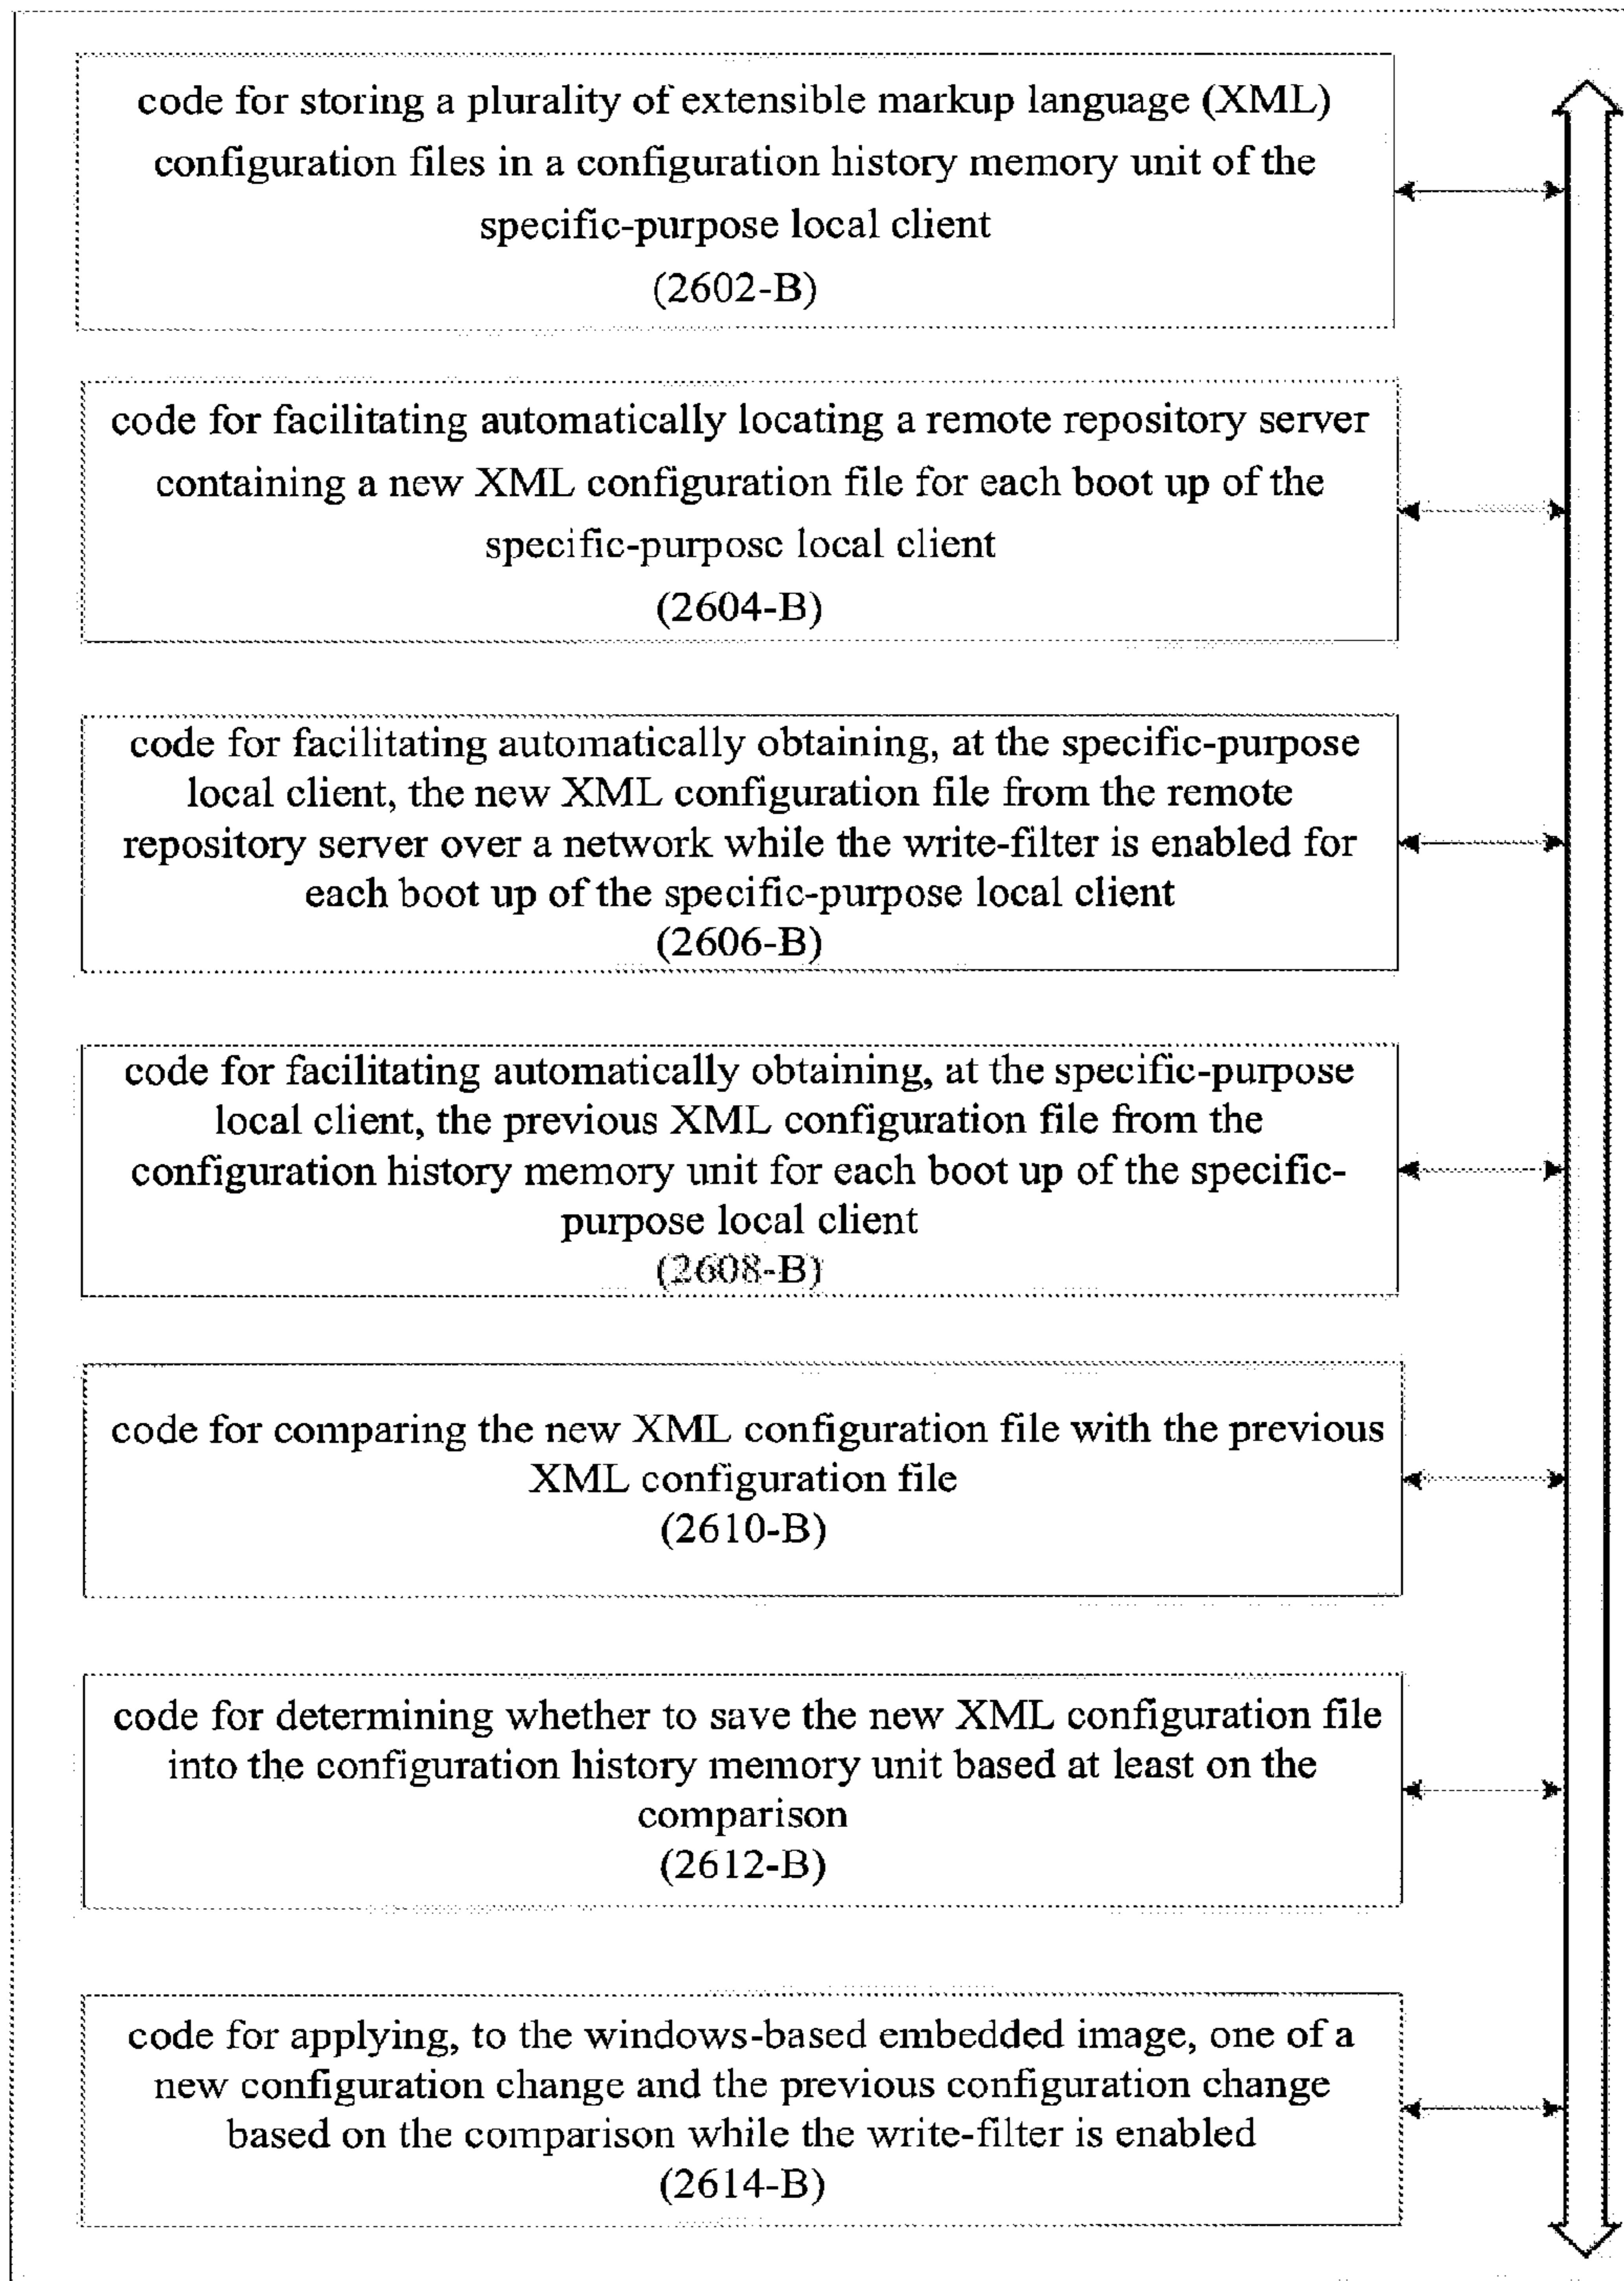 code for storing a plurality of extensible markup language (XML)
configuration files in a configuration history memory unit of the
specific-purpose local client
(2602-B)
code for facilitating automatically locating a remote repository server
containing a new XML configuration file for each boot up of the
specific-purpose local client
(2604-B)
code for facilitating automatically obtaining, at the specific-purpose
local client, the new XML configuration file from the remote
repository server over a network while the write-filter is enabled for
each boot up of the specific-purpose local client
(2606-B)
code for facilitating automatically obtaining, at the specific-purpose
local client, the previous XML configuration file from the
configuration history memory unit for each boot up of the specific-
purpose local client
(2608-B)
code for comparing the new XML configuration file with the previous
XML configuration file
(2610-B)
code for determining whether to save the new XML configuration file
into the configuration history memory unit based at least on the
comparison
(2612-B)
code for applying, to the windows-based embedded image, one of a
new configuration change and the previous configuration change
based on the comparison while the write-filter is enabled
(2614-B)